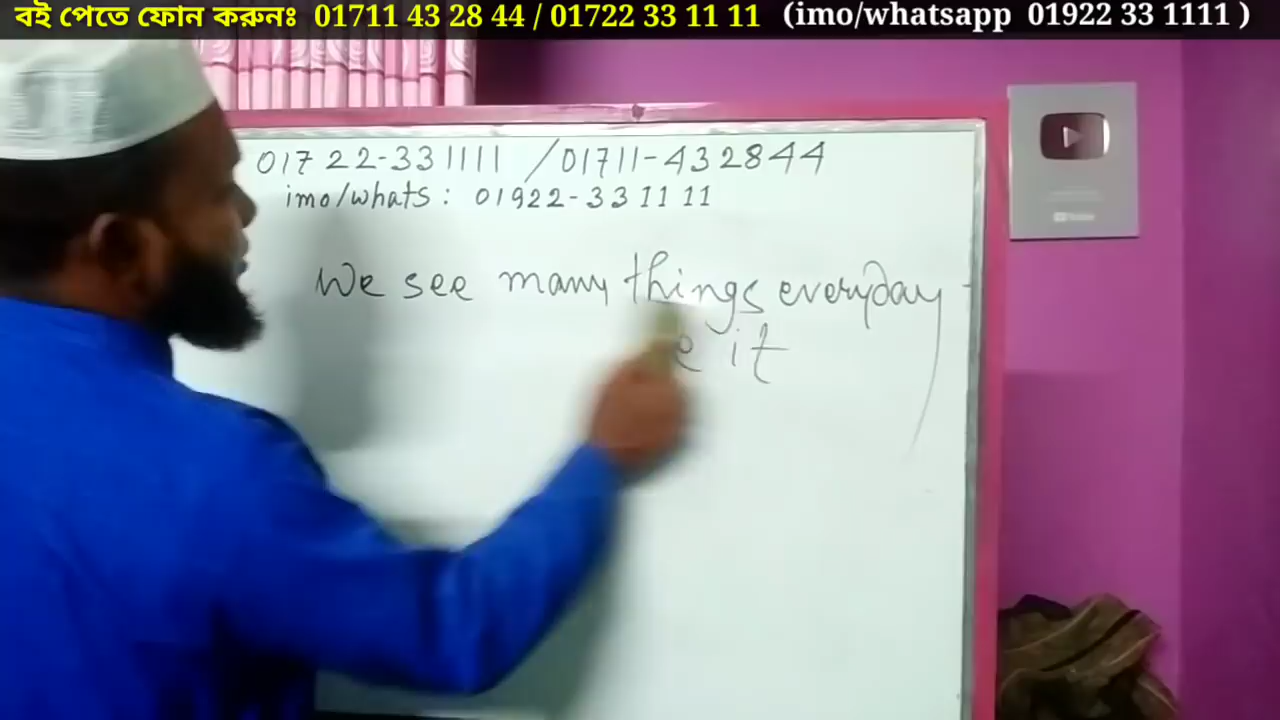 বই পেতে ফোন করুনঃ 01711 43 28 44 / 01722 33 11 11 (imo/whatsapp 01922 33 1111 )
01722-331111 /01711-432844
imo/whats : 01922-331111
We see many things everyday
it